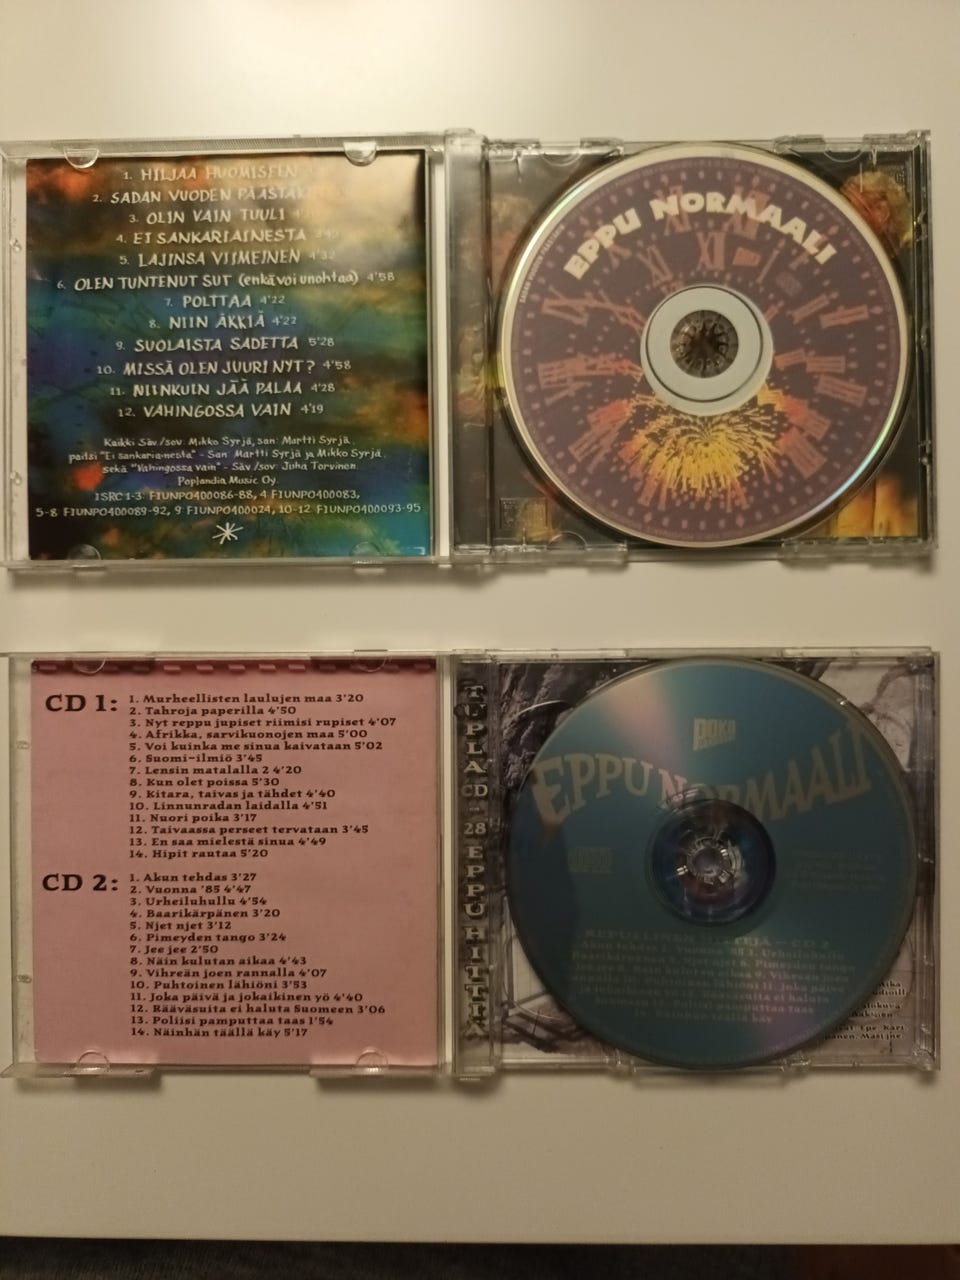 1. HILJAA HUOMISEEN
2. SADAN VUODEN PÄÄSTÄ
3. OLIN VAIN TUULI
4. EI SANKARIAINESTA
5. LAJINSA VIIMEINEN 4'32
6. OLEN TUNTENUT SUT (enkä voi unohtaa) 4'58
7. POLTTAA 4'22
8. NIIN ÄKKIÄ 4'22
9. SUOLAISTA SADETTA 5'28
10. MISSÄ OLEN JUURI NYT? 4'58
11. NIINKUIN JÄÄ PALAA 4'28
12. VAHINGOSSA VAIN 4'19
Kaikki Säv/sov: Mikko Syrjä, san: Martti Syrjä,
paitsi "Ei sankariainesta" - San: Martti Syrjä ja Mikko Syrjä,
sekä "Vahingossa vain" - Säv/sov: Juha Torvinen.
Poplandia Music Oy.
ISRC 1-3: FIUNP0400086-88, 4 FIUNP0400083,
5-8 FIUNP0400089-92, 9 FIUNP0400024, 10-12 FIUNP0400093-95
EPPU NORMAALI
CD 1:
1. Murheellisten laulujen maa 3'20
2. Tahroja paperilla 4'50
3. Nyt reppu jupiset riimisi rupiset 4'07
4. Afrikka, sarvikuonojen maa 5'00
5. Voi kuinka me sinua kaivataan 5'02
6. Suomi-ilmiö 3'45
7. Lensin matalalla 2 4'20
8. Kun olet poissa 5'30
9. Kitara, taivas ja tähdet 4'40
10. Linnunradan laidalla 4'51
11. Nuori poika 3'17
12. Taivaassa perseet tervataan 3'45
13. En saa mielestä sinua 4'49
14. Hipit rautaa 5'20
CD 2:
1. Akun tehdas 3'27
2. Vuonna '85 4'47
3. Urheiluhullu 4'54
4. Baarikärpänen 3'20
5. Njet njet 3'12
6. Pimeyden tango 3'24
7. Jee jee 2'50
8. Näin kulutan aikaa 4'43
9. Vihreän joen rannalla 4'07
10. Puhtoinen lähiöni 3'53
11. Joka päivä ja jokaikinen yö 4'40
12. Rääväsuita ei haluta Suomeen 3'06
13. Poliisi pamputtaa taas 1'54
14. Näinhän täällä käy 5'17
TUPLA CD - 28 EPPU HITTIÄ
POKO
EPPU NORMAALI
REPULLINEN HITTEJÄ - CD 2